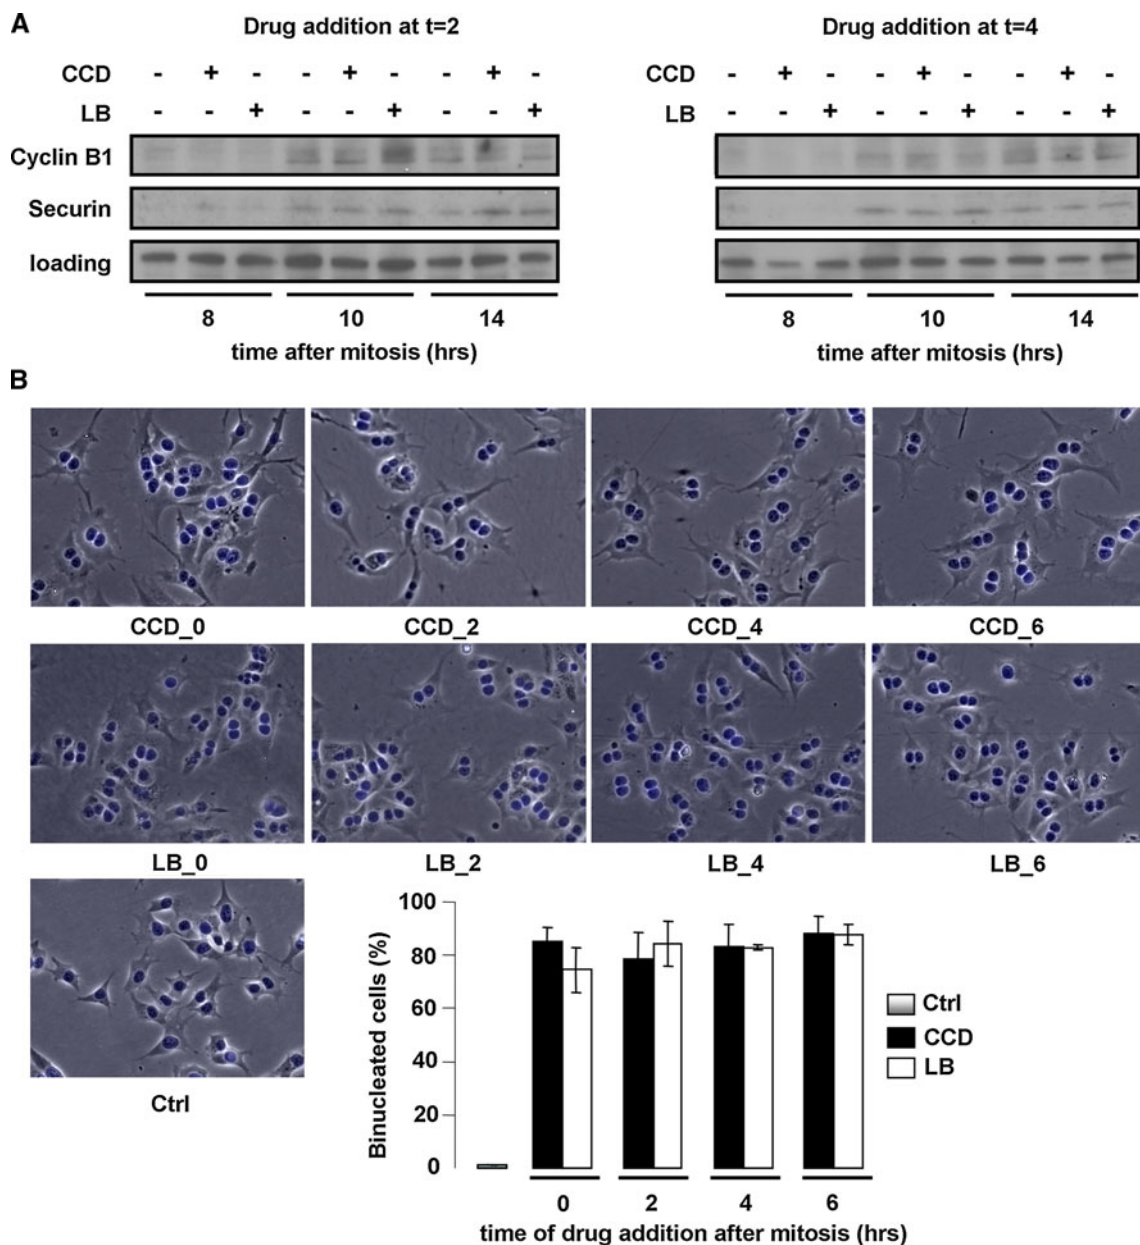 A
Drug addition at t=2
Drug addition at t=4
CCD - + - - + - - + -
LB - - + - - + - - +
CCD - + - - + - - + -
LB - - + - - + - - +
Cyclin B1
Securin
loading
8 10 14
time after mitosis (hrs)
8 10 14
time after mitosis (hrs)
B
CCD_0 CCD_2 CCD_4 CCD_6
LB_0 LB_2 LB_4 LB_6
Ctrl
Binucleated cells (%)
100
80
60
40
20
0
0 2 4 6
time of drug addition after mitosis (hrs)
Ctrl
CCD
LB